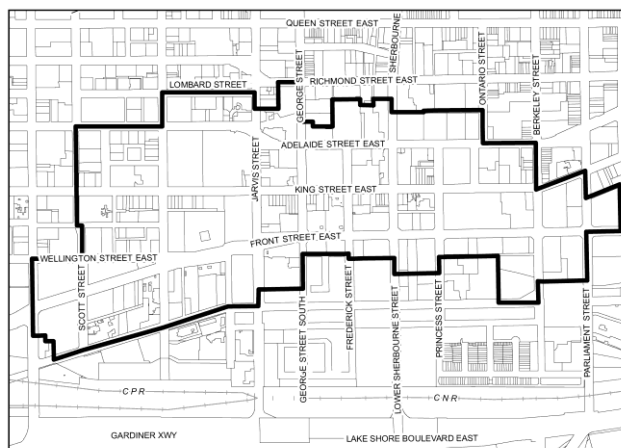 QUEEN STREET EAST
SHERBOURNE
LOMBARD STREET
GEORGE STREET
RICHMOND STREET EAST
ONTARIO STREET
BERKELEY STREET
JARVIS STREET
ADELAIDE STREET EAST
KING STREET EAST
FRONT STREET EAST
WELLINGTON STREET EAST
SCOTT STREET
GEORGE STREET SOUTH
FREDERICK STREET
LOWER SHERBOURNE STREET
PRINCESS STREET
PARLIAMENT STREET
CPR
CNR
GARDINER XWY
LAKE SHORE BOULEVARD EAST